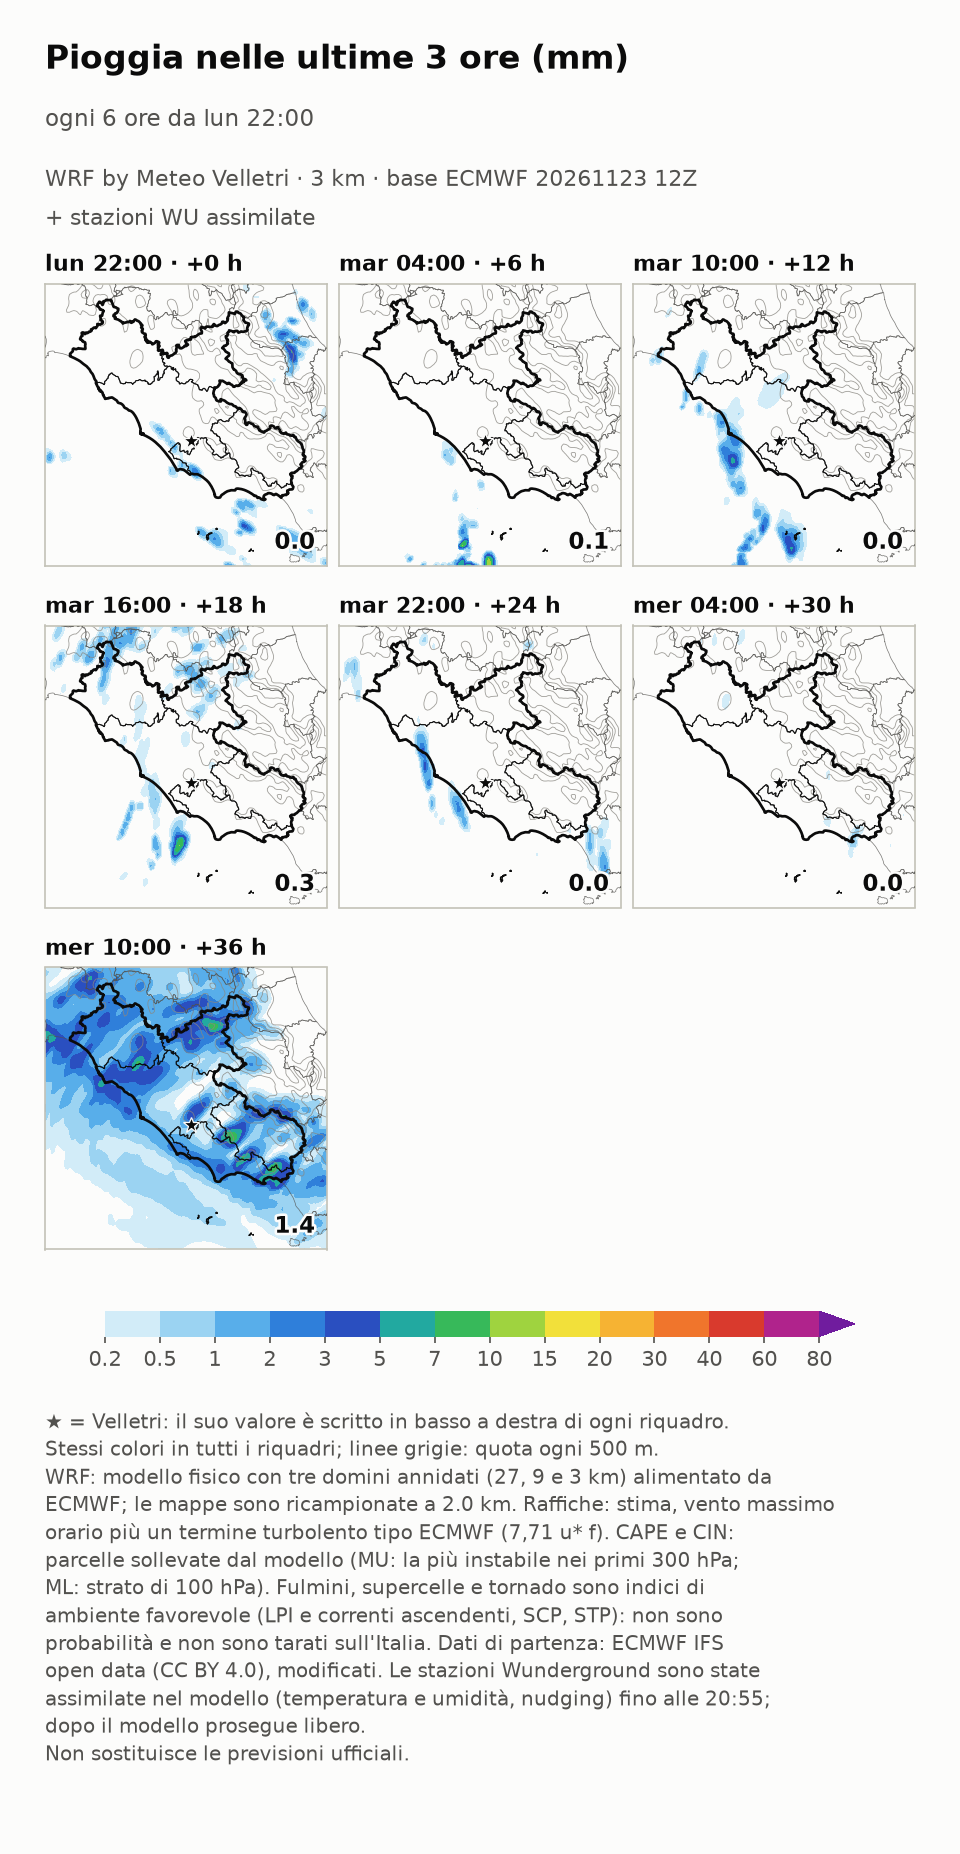 Pioggia nelle ultime 3 ore (mm)
ogni 6 ore da lun 22:00
WRF by Meteo Velletri · 3 km · base ECMWF 20261123 12Z
+ stazioni WU assimilate
lun 22:00 · +0 h
mar 04:00 · +6 h
mar 10:00 · +12 h
0.0
0.1
0.0
mar 16:00 · +18 h
mar 22:00 · +24 h
mer 04:00 · +30 h
0.3
0.0
0.0
mer 10:00 · +36 h
1.4
0.2 0.5 1 2 3 5 7 10 15 20 30 40 60 80
★ = Velletri: il suo valore è scritto in basso a destra di ogni riquadro.
Stessi colori in tutti i riquadri; linee grigie: quota ogni 500 m.
WRF: modello fisico con tre domini annidati (27, 9 e 3 km) alimentato da
ECMWF; le mappe sono ricampionate a 2.0 km. Raffiche: stima, vento massimo
orario più un termine turbolento tipo ECMWF (7,71 u* f). CAPE e CIN:
parcelle sollevate dal modello (MU: la più instabile nei primi 300 hPa;
ML: strato di 100 hPa). Fulmini, supercelle e tornado sono indici di
ambiente favorevole (LPI e correnti ascendenti, SCP, STP): non sono
probabilità e non sono tarati sull'Italia. Dati di partenza: ECMWF IFS
open data (CC BY 4.0), modificati. Le stazioni Wunderground sono state
assimilate nel modello (temperatura e umidità, nudging) fino alle 20:55;
dopo il modello prosegue libero.
Non sostituisce le previsioni ufficiali.